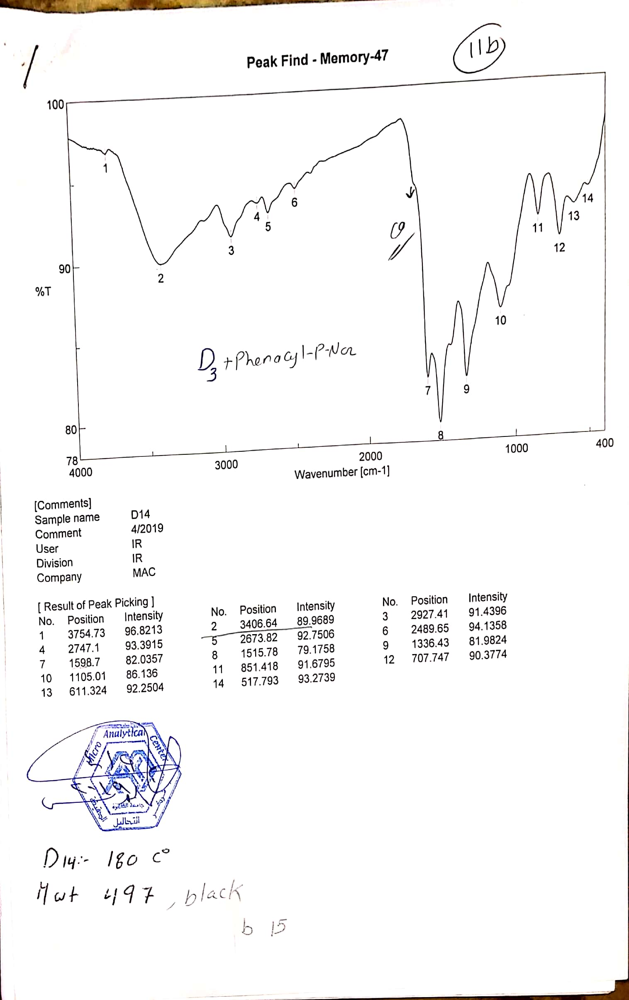 11b
Peak Find - Memory-47
100
90
%T
80
78
4000
3000
2000
1000
400
Wavenumber [cm-1]
1
2
3
4
5
6
7
8
9
10
11
12
13
14
D3 + Phenacyl-P-No2
[Comments]
Sample name D14
Comment 4/2019
User IR
Division IR
Company MAC
[ Result of Peak Picking ]
No. Position Intensity No. Position Intensity No. Position Intensity
1 3754.73 96.8213 2 3406.64 89.9689 3 2927.41 91.4396
4 2747.1 93.3915 5 2673.82 92.7506 6 2489.65 94.1358
7 1598.7 82.0357 8 1515.78 79.1758 9 1336.43 81.9824
10 1105.01 86.136 11 851.418 91.6795 12 707.747 90.3774
13 611.324 92.2504 14 517.793 93.2739
Micro Analytical Center
جامعة القاهرة
التحاليل الدقيقة
D14:- 180 C°
Mwt 497, black
b 15